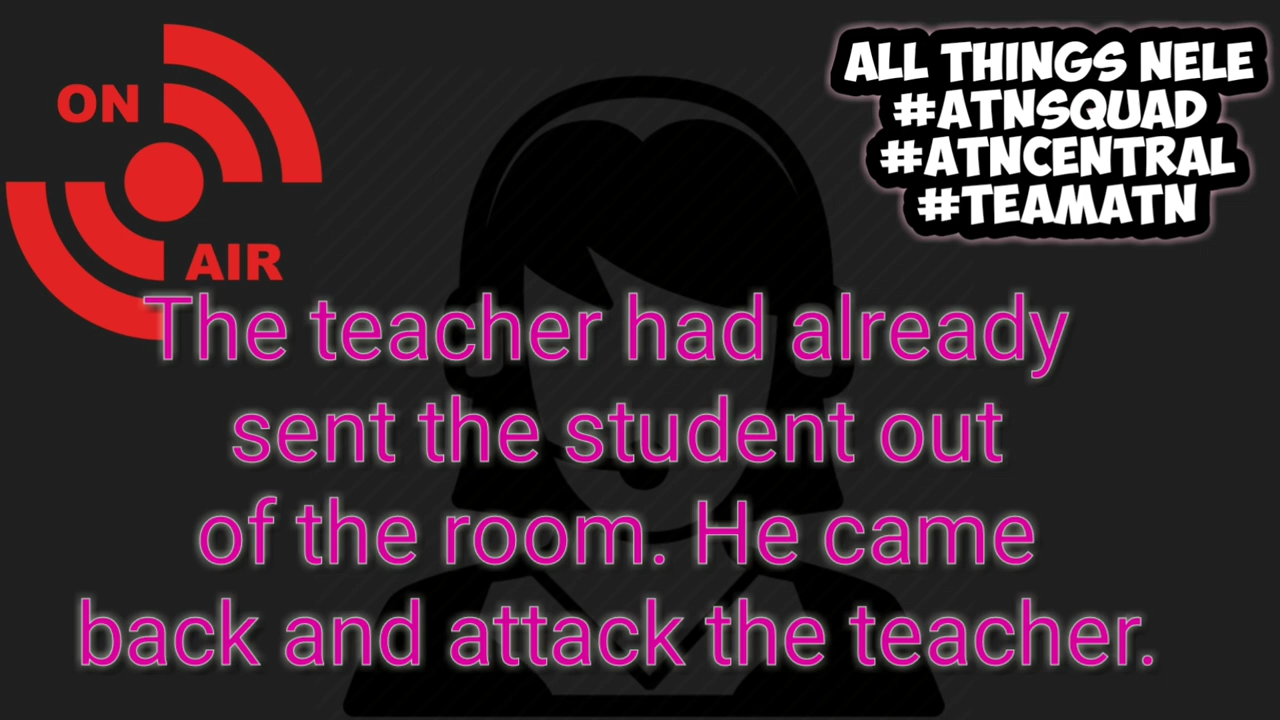 ON
AIR
ALL THINGS NELE
#ATNSQUAD
#ATNCENTRAL
#TEAMATN
The teacher had already
sent the student out
of the room. He came
back and attack the teacher.